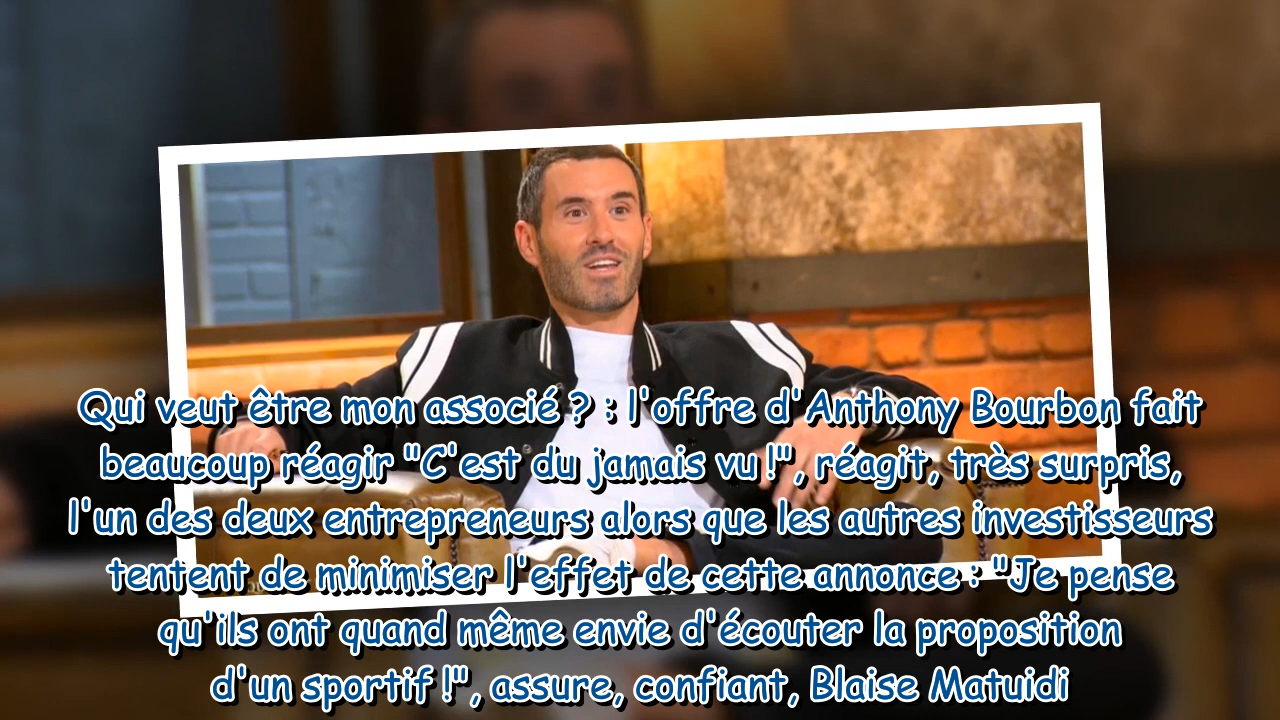 Qui veut être mon associé ? : l'offre d'Anthony Bourbon fait
beaucoup réagir "C'est du jamais vu !", réagit, très surpris,
l'un des deux entrepreneurs alors que les autres investisseurs
tentent de minimiser l'effet de cette annonce : "Je pense
qu'ils ont quand même envie d'écouter la proposition
d'un sportif !", assure, confiant, Blaise Matuidi